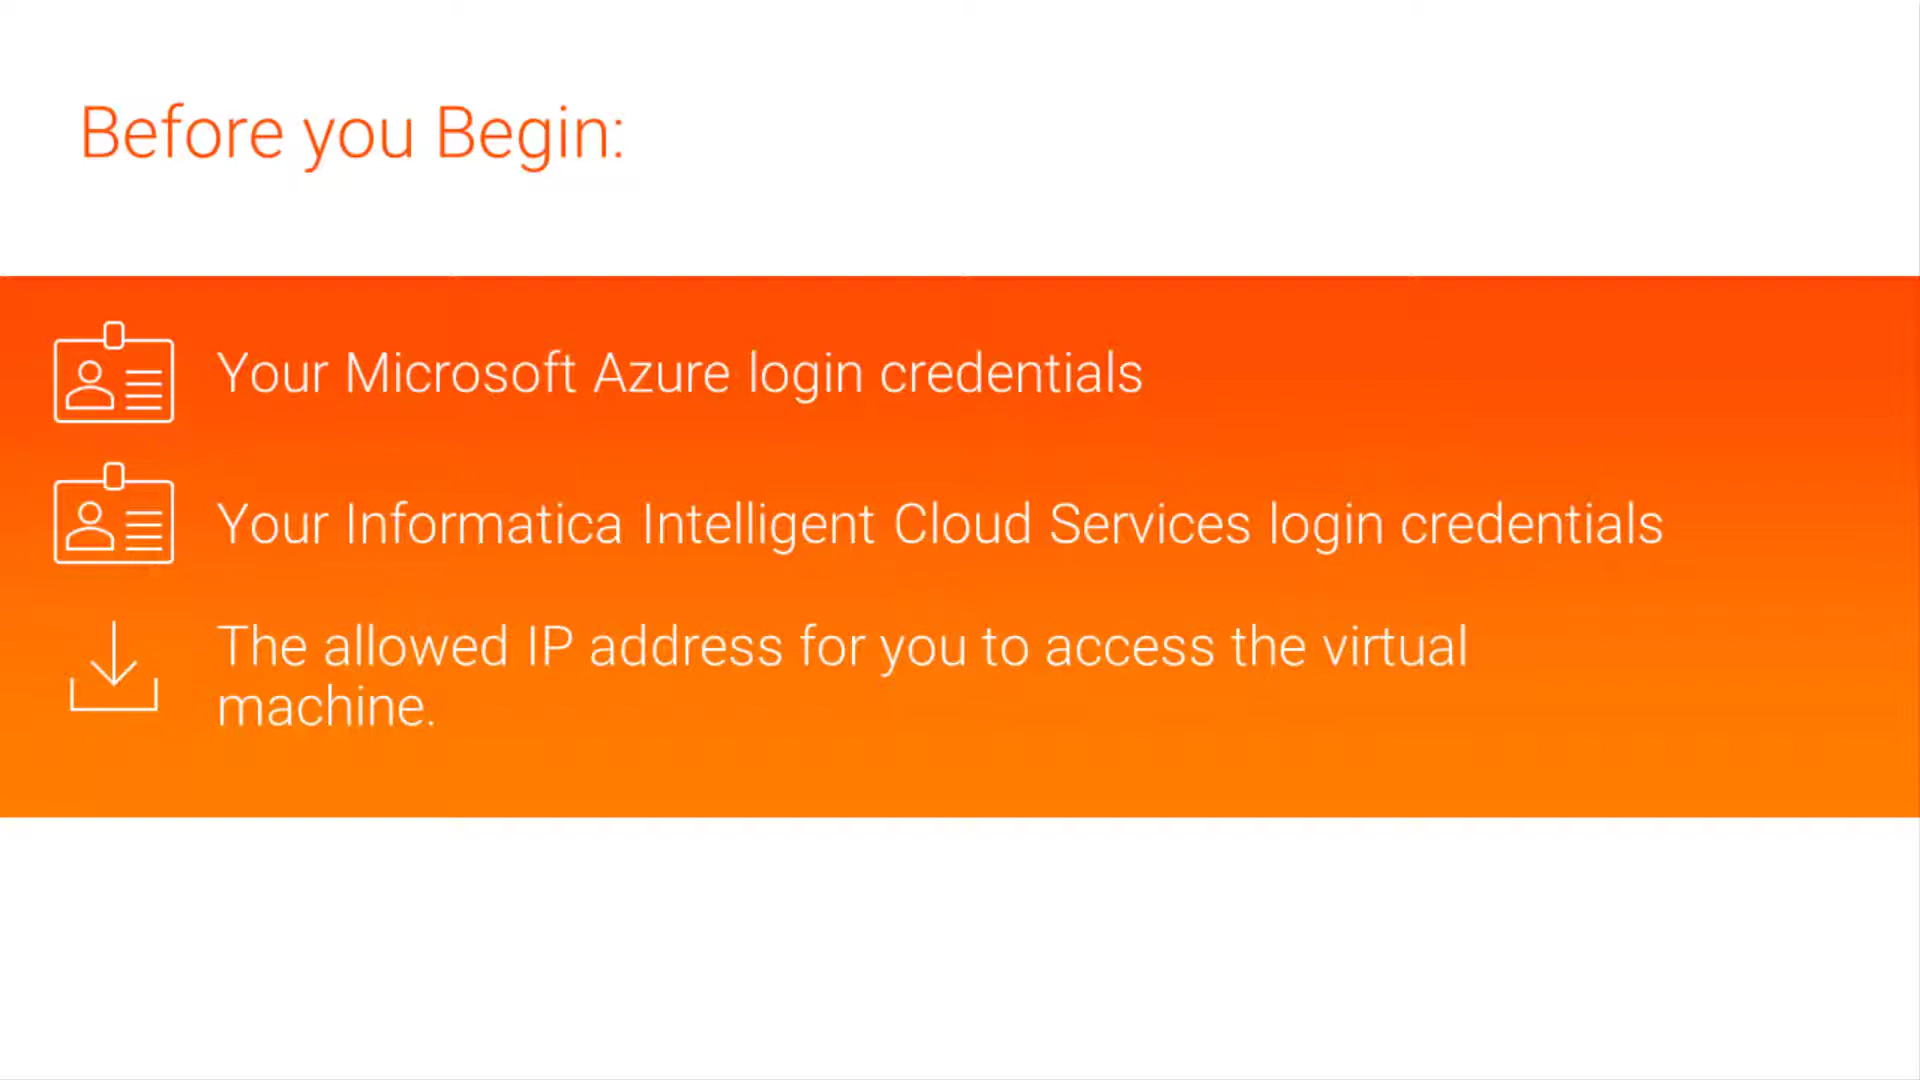 Before you Begin:
Your Microsoft Azure login credentials
Your Informatica Intelligent Cloud Services login credentials
The allowed IP address for you to access the virtual
machine.